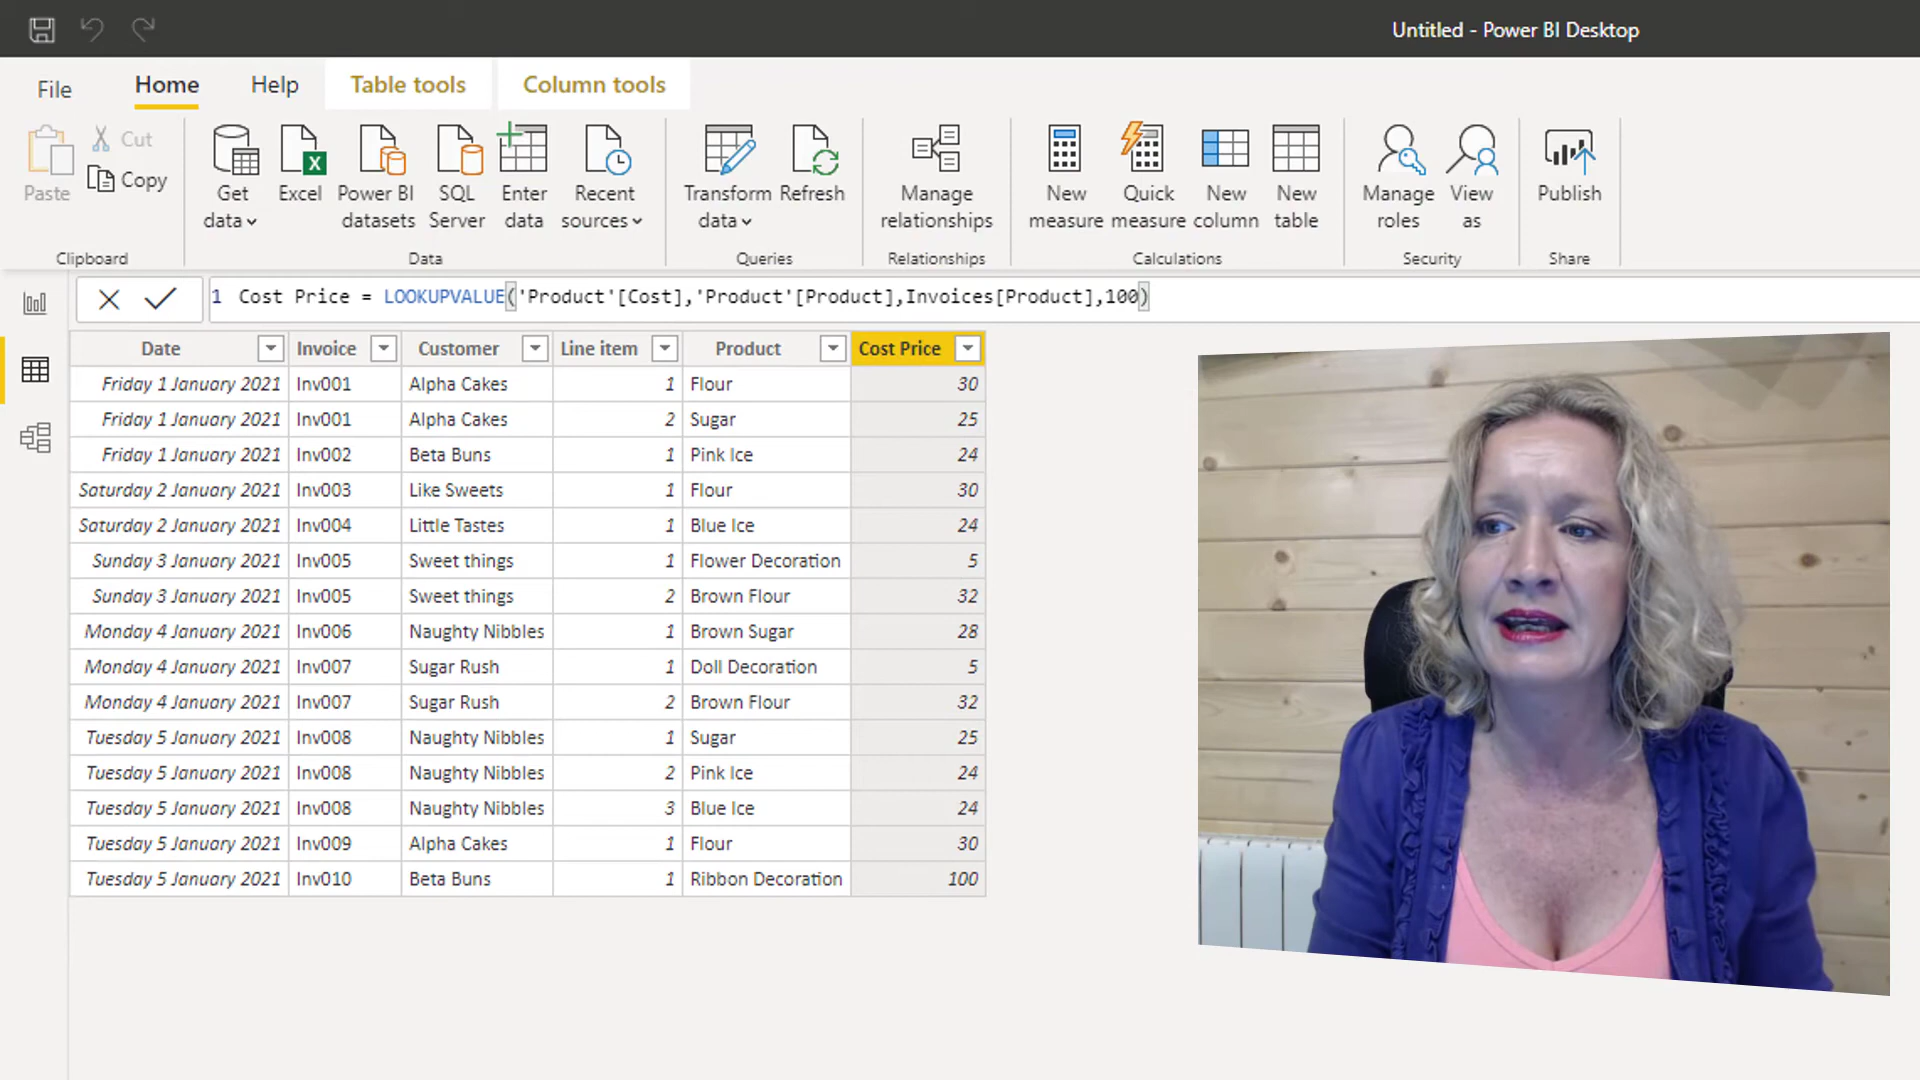 Untitled - Power BI Desktop
File Home Help Table tools Column tools
Paste Cut Copy
Get data Excel Power BI datasets SQL Server Enter data Recent sources
Transform data Refresh Manage relationships
New measure Quick measure New column New table
Manage roles View as Publish
Clipboard Data Queries Relationships Calculations Security Share
1 Cost Price = LOOKUPVALUE('Product'[Cost],'Product'[Product],Invoices[Product],100)
Date Invoice Customer Line item Product Cost Price
Friday 1 January 2021 Inv001 Alpha Cakes 1 Flour 30
Friday 1 January 2021 Inv001 Alpha Cakes 2 Sugar 25
Friday 1 January 2021 Inv002 Beta Buns 1 Pink Ice 24
Saturday 2 January 2021 Inv003 Like Sweets 1 Flour 30
Saturday 2 January 2021 Inv004 Little Tastes 1 Blue Ice 24
Sunday 3 January 2021 Inv005 Sweet things 1 Flower Decoration 5
Sunday 3 January 2021 Inv005 Sweet things 2 Brown Flour 32
Monday 4 January 2021 Inv006 Naughty Nibbles 1 Brown Sugar 28
Monday 4 January 2021 Inv007 Sugar Rush 1 Doll Decoration 5
Monday 4 January 2021 Inv007 Sugar Rush 2 Brown Flour 32
Tuesday 5 January 2021 Inv008 Naughty Nibbles 1 Sugar 25
Tuesday 5 January 2021 Inv008 Naughty Nibbles 2 Pink Ice 24
Tuesday 5 January 2021 Inv008 Naughty Nibbles 3 Blue Ice 24
Tuesday 5 January 2021 Inv009 Alpha Cakes 1 Flour 30
Tuesday 5 January 2021 Inv010 Beta Buns 1 Ribbon Decoration 100